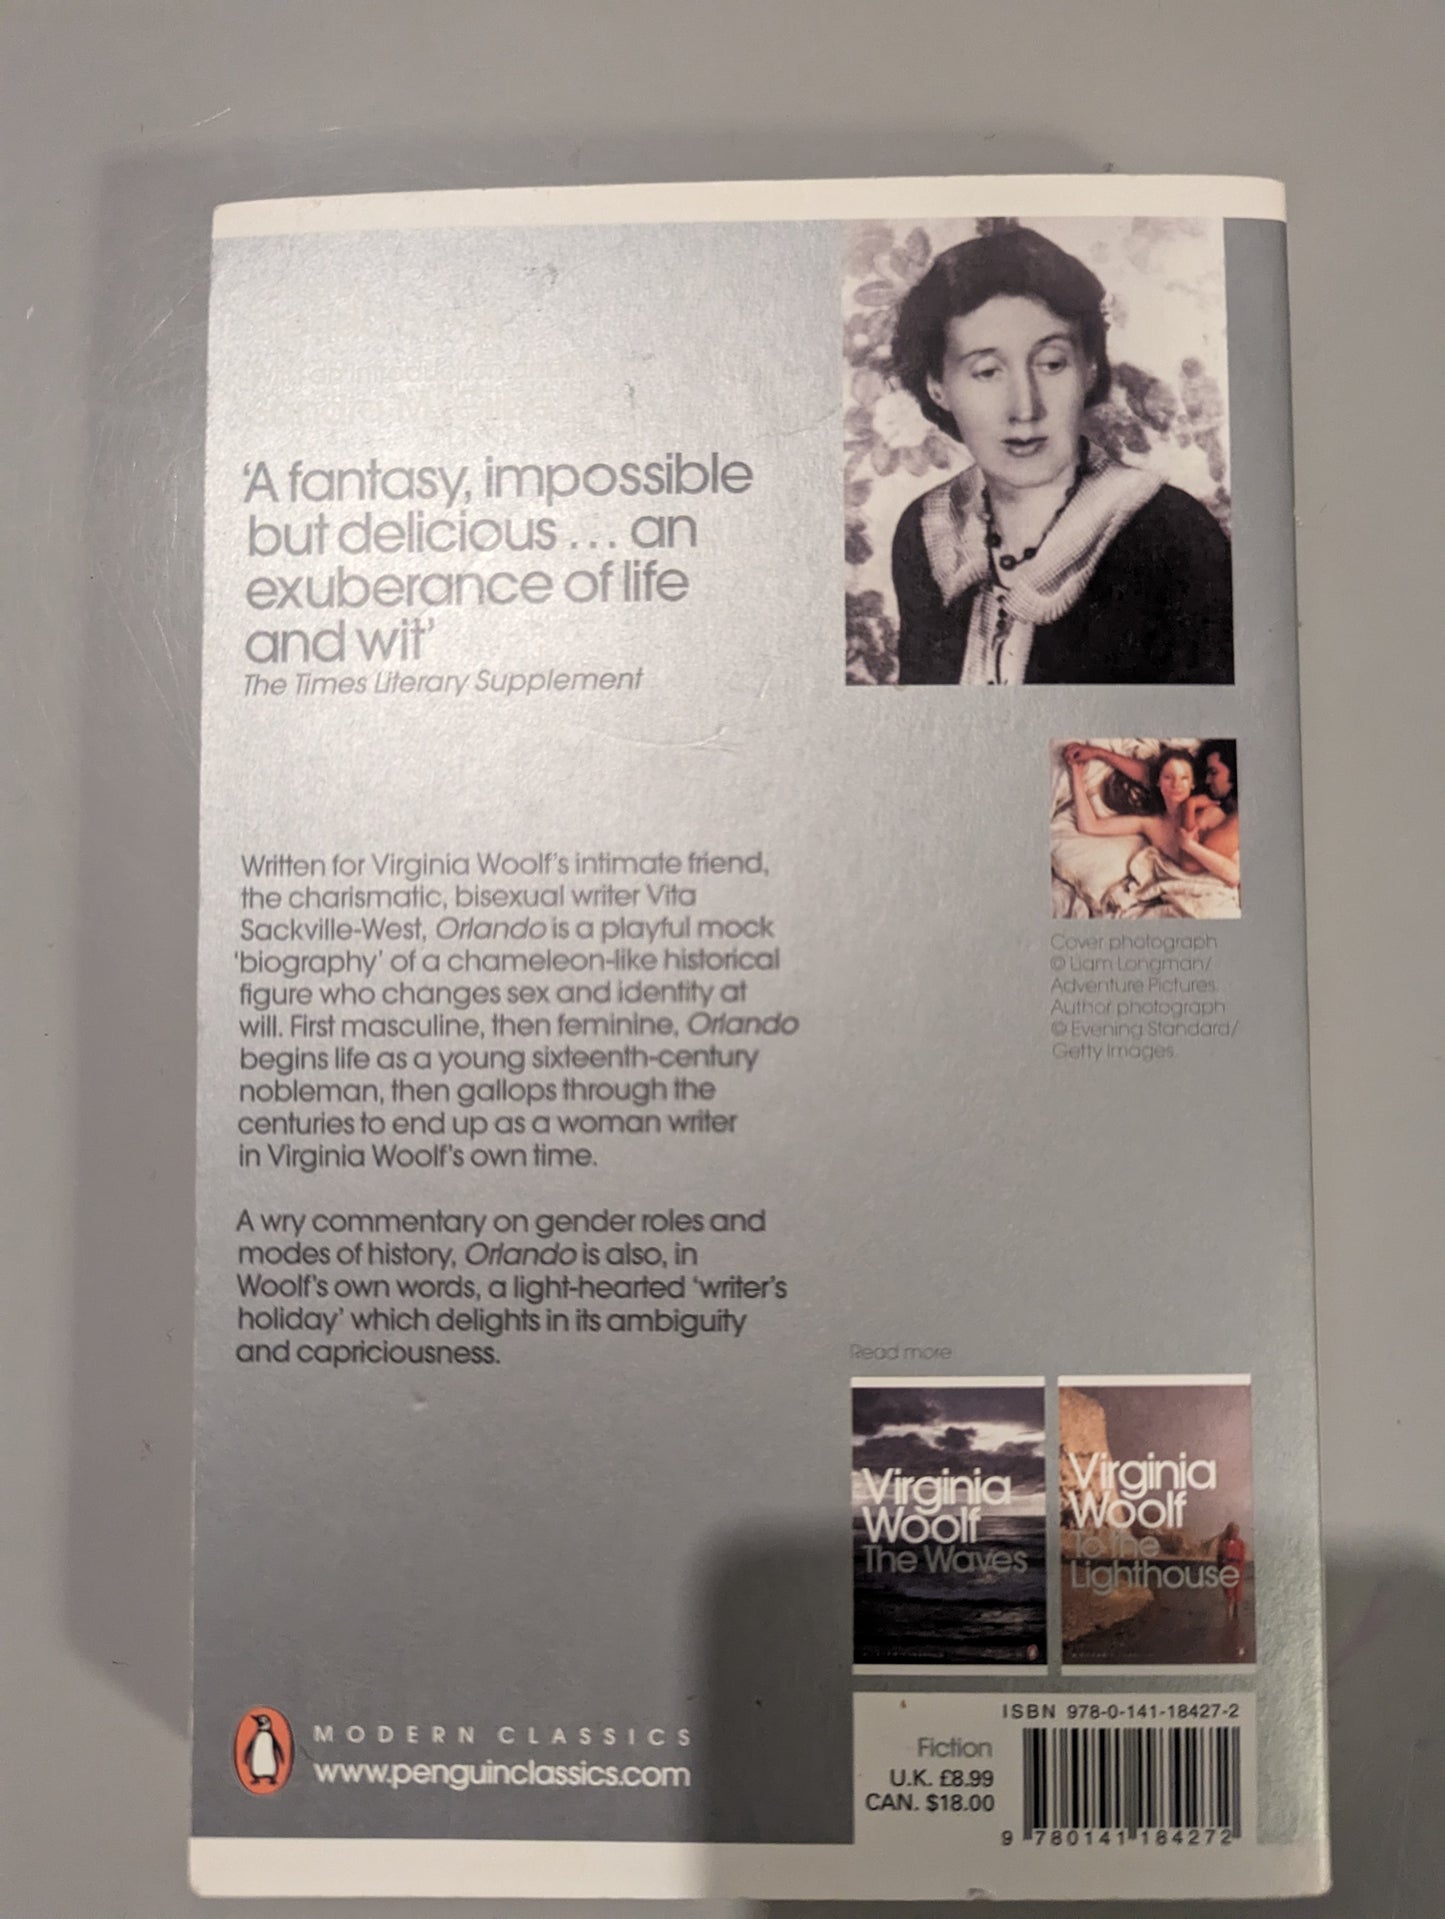 ‘A fantasy, impossible
but delicious ... an
exuberance of life
and wit’
The Times Literary Supplement
Written for Virginia Woolf’s intimate friend,
the charismatic, bisexual writer Vita
Sackville-West, Orlando is a playful mock
‘biography’ of a chameleon-like historical
figure who changes sex and identity at
will. First masculine, then feminine, Orlando
begins life as a young sixteenth-century
nobleman, then gallops through the
centuries to end up as a woman writer
in Virginia Woolf’s own time.
A wry commentary on gender roles and
modes of history, Orlando is also, in
Woolf’s own words, a light-hearted ‘writer’s
holiday’ which delights in its ambiguity
and capriciousness.
Cover photograph
© Liam Longman/
Adventure Pictures.
Author photograph
© Evening Standard/
Getty Images.
Read more
Virginia
Woolf
The Waves
Virginia
Woolf
To the
Lighthouse
MODERN CLASSICS
www.penguinclassics.com
ISBN 978-0-141-18427-2
Fiction
U.K. £8.99
CAN. $18.00
9 780141 184272